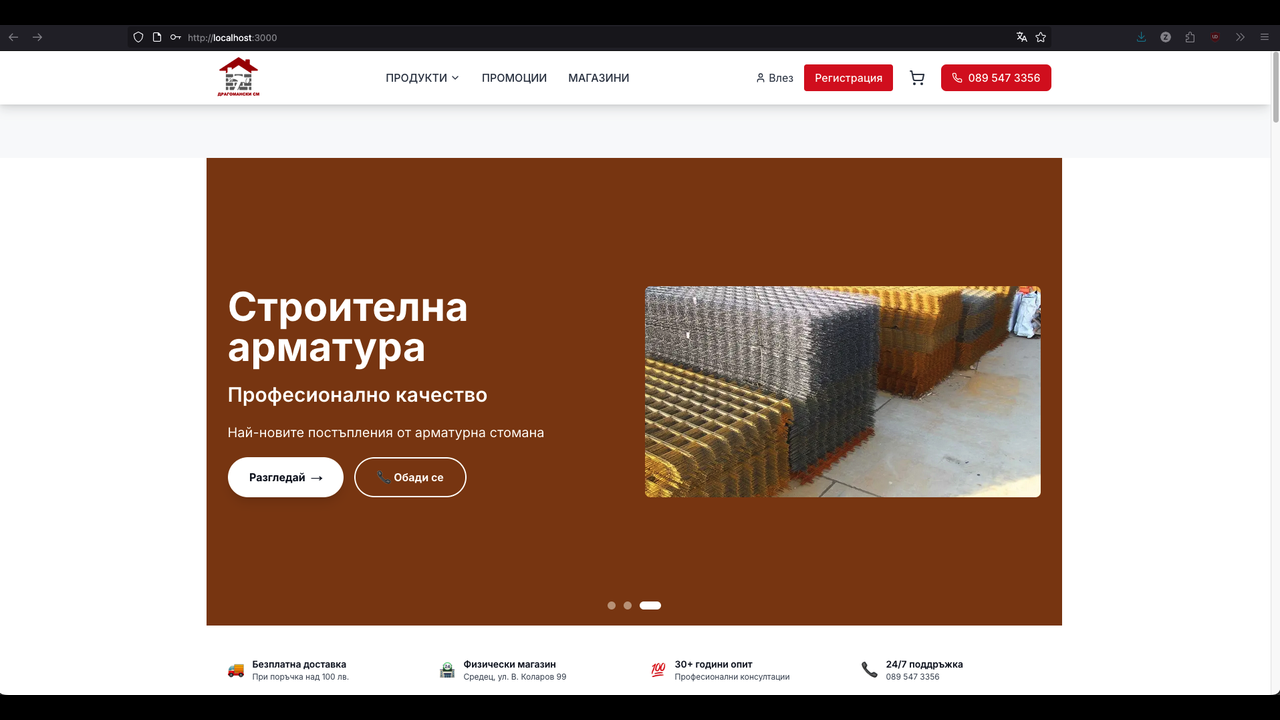 http://localhost:3000
ДРАГОМАНСКИ СМ
ПРОДУКТИ
ПРОМОЦИИ
МАГАЗИНИ
Влез
Регистрация
089 547 3356
Строителна
арматура
Професионално качество
Най-новите постъпления от арматурна стомана
Разгледай →
Обади се
Безплатна доставка
При поръчка над 100 лв.
Физически магазин
Средец, ул. В. Коларов 99
100
30+ години опит
Професионални консултации
24/7 поддръжка
089 547 3356